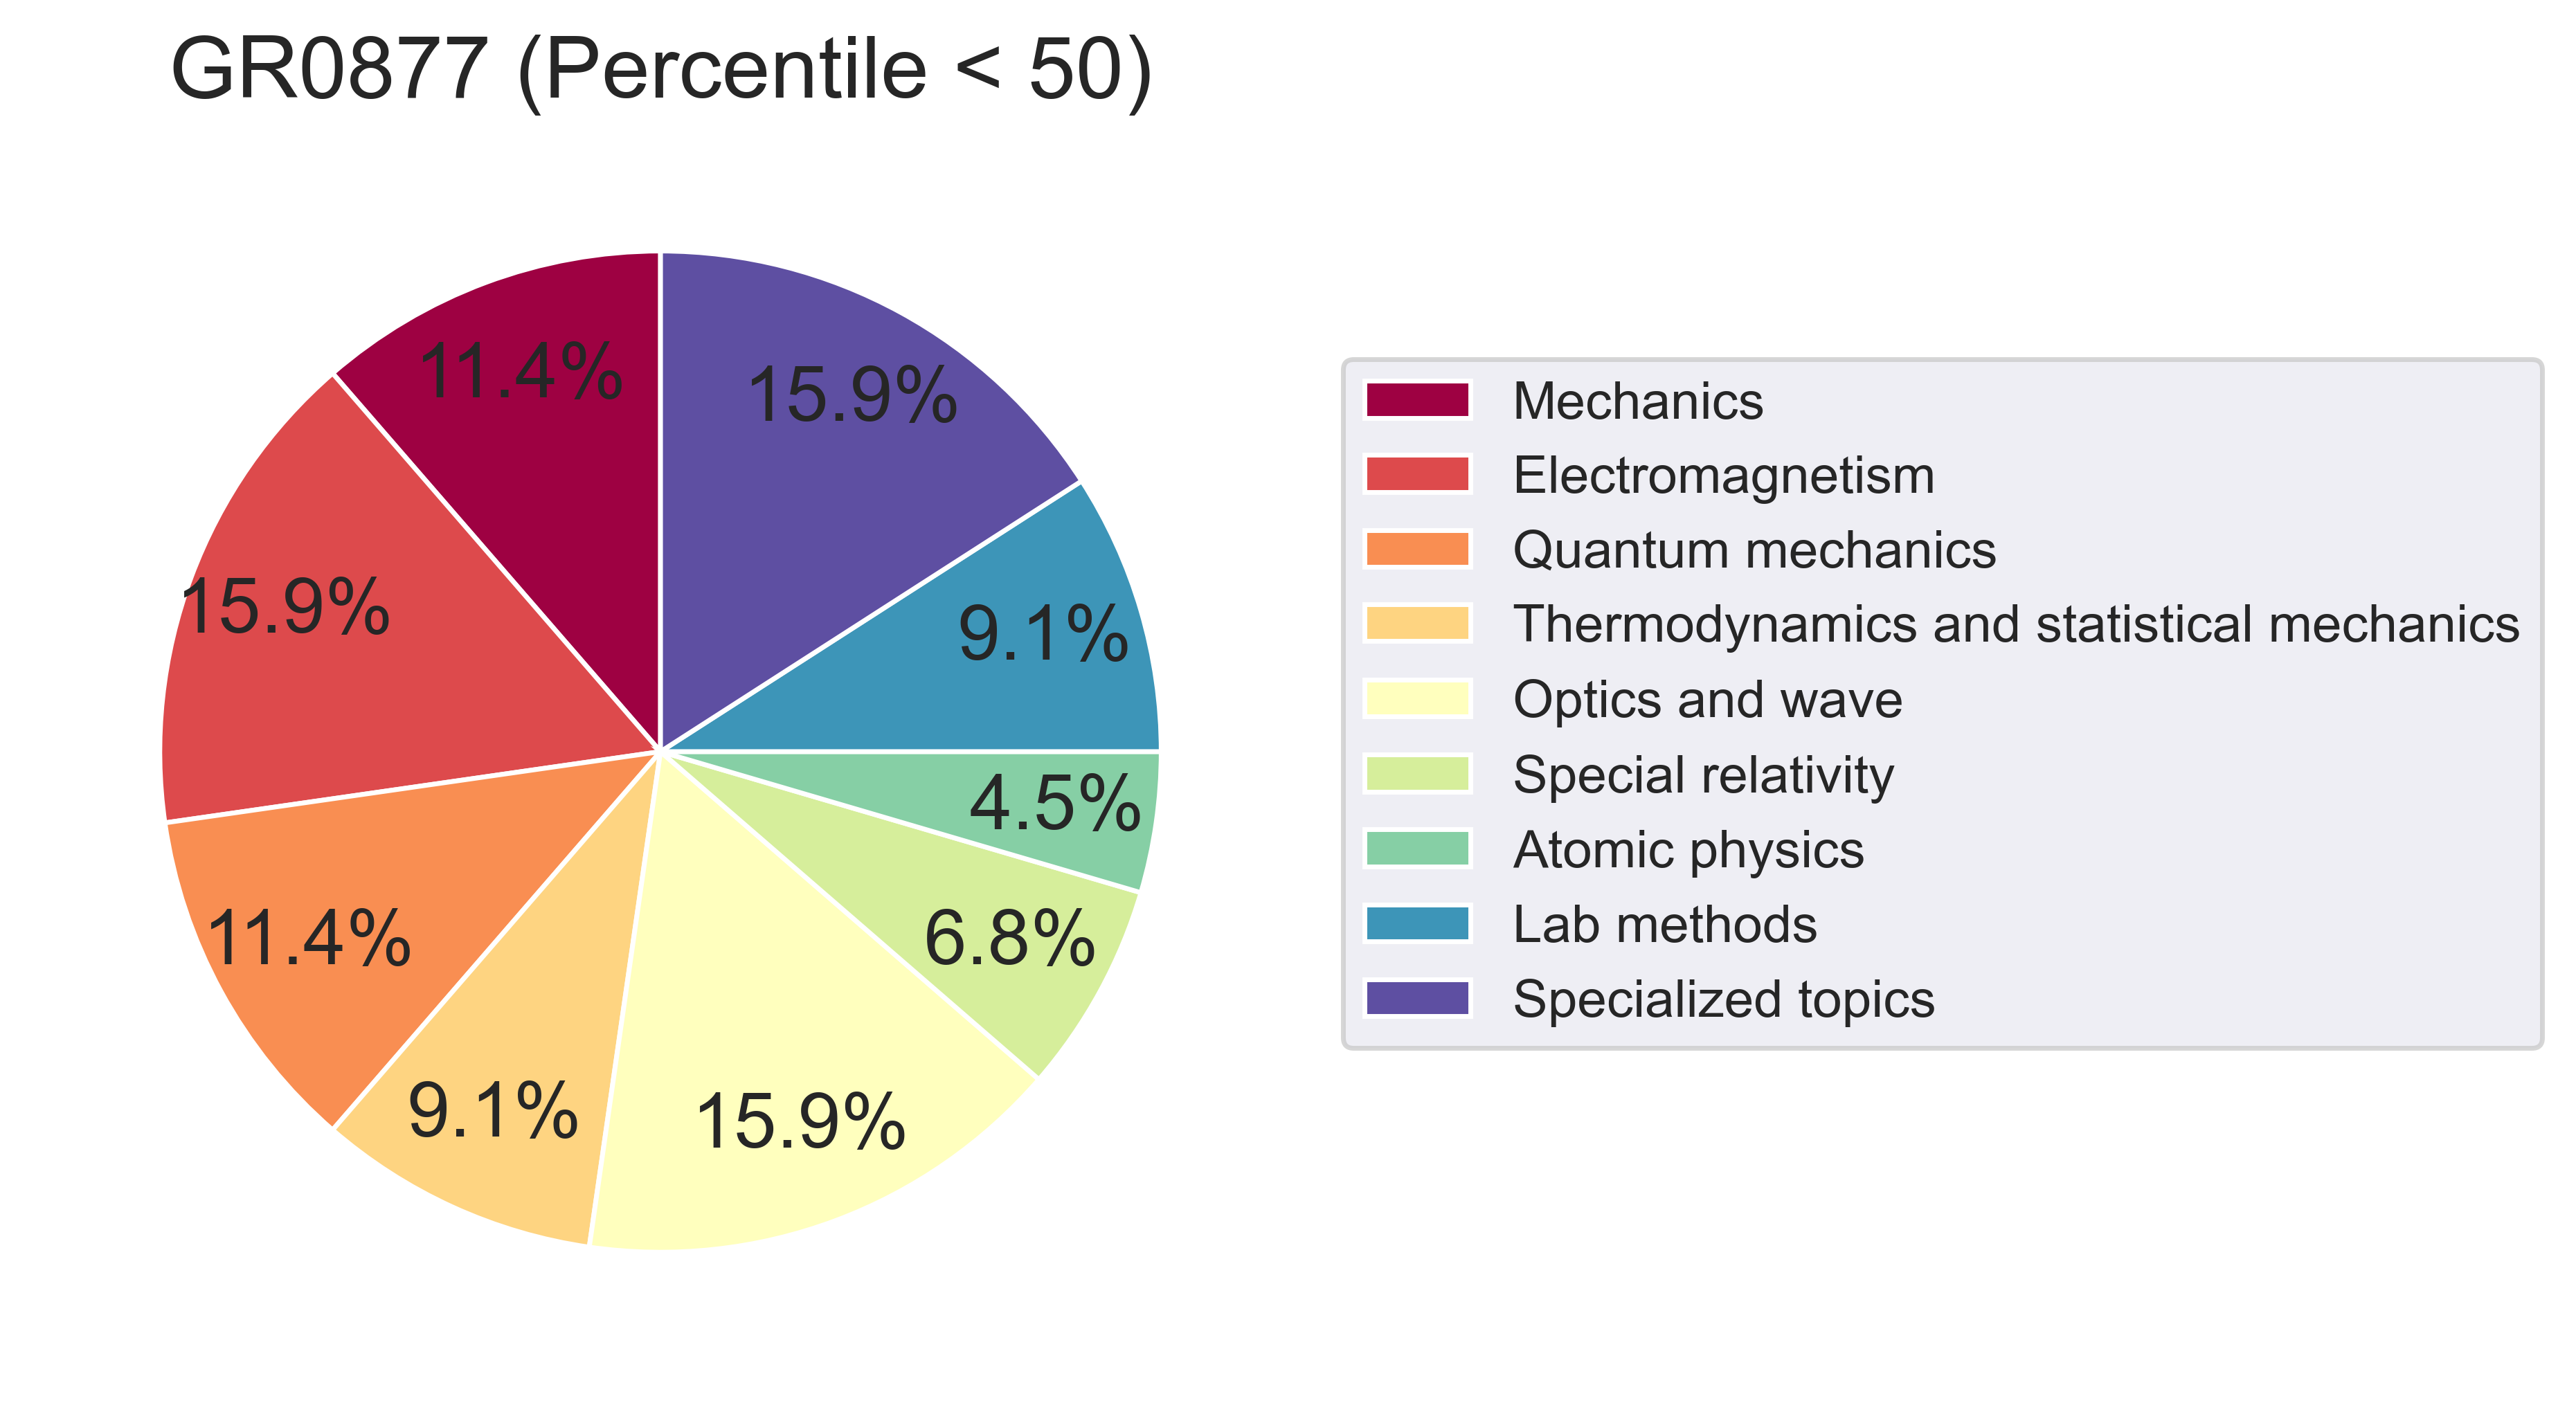 GR0877 (Percentile < 50)
11.4%
15.9%
15.9%
9.1%
4.5%
11.4%
6.8%
9.1%
15.9%
Mechanics
Electromagnetism
Quantum mechanics
Thermodynamics and statistical mechanics
Optics and wave
Special relativity
Atomic physics
Lab methods
Specialized topics